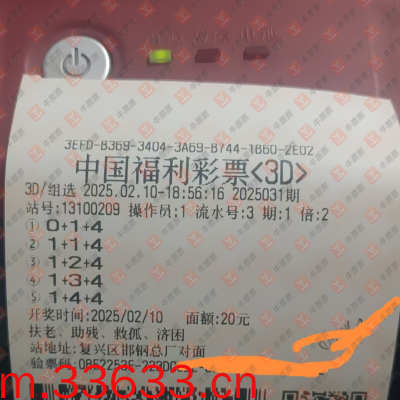 3EFD-B369-3404-3A69-B744-1860-2E02
中国福利彩票<3D>
3D/组选 2025.02.10-18:56:16 2025031期
站号:13100209 操作员:1 流水号:3 期:1 倍:2
① 0+1+4
② 1+1+4
③ 1+2+4
④ 1+3+4
⑤ 1+4+4
开奖时间:2025/02/10 面额:20元
扶老、助残、救孤、济困
站地址:复兴区邯钢总厂对面
m.33633.cn